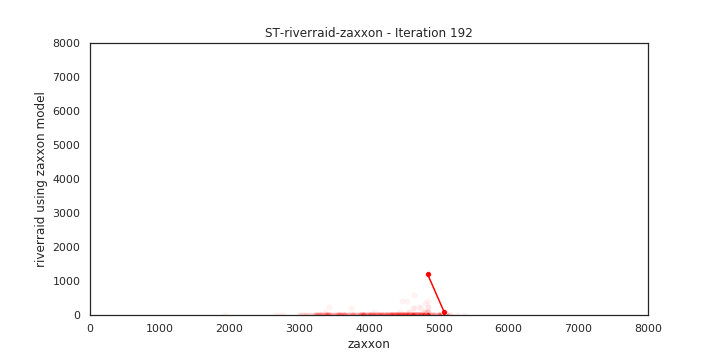 ST-riverraid-zaxxon - Iteration 192
8000
7000
6000
5000
4000
3000
2000
1000
0
riverraid using zaxxon model
0 1000 2000 3000 4000 5000 6000 7000 8000
zaxxon